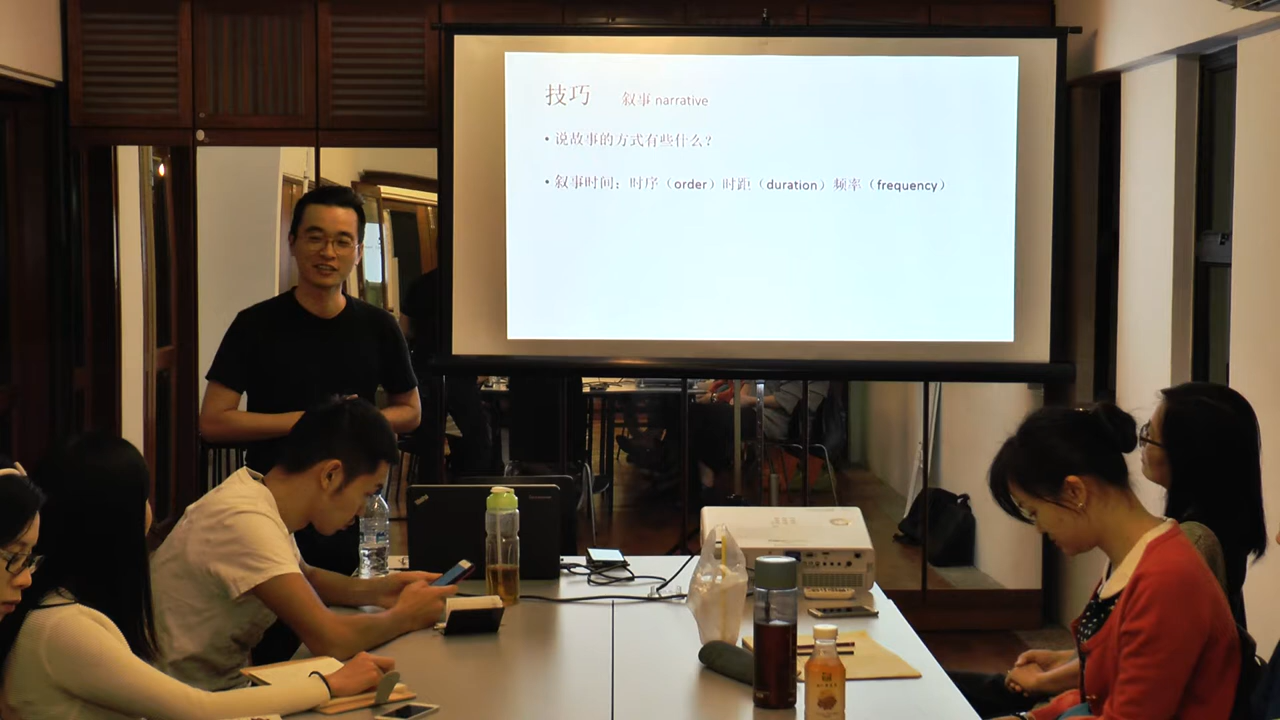 技巧 叙事 narrative
• 说故事的方式有些什么?
• 叙事时间：时序（order）时距（duation）频率（frequency）